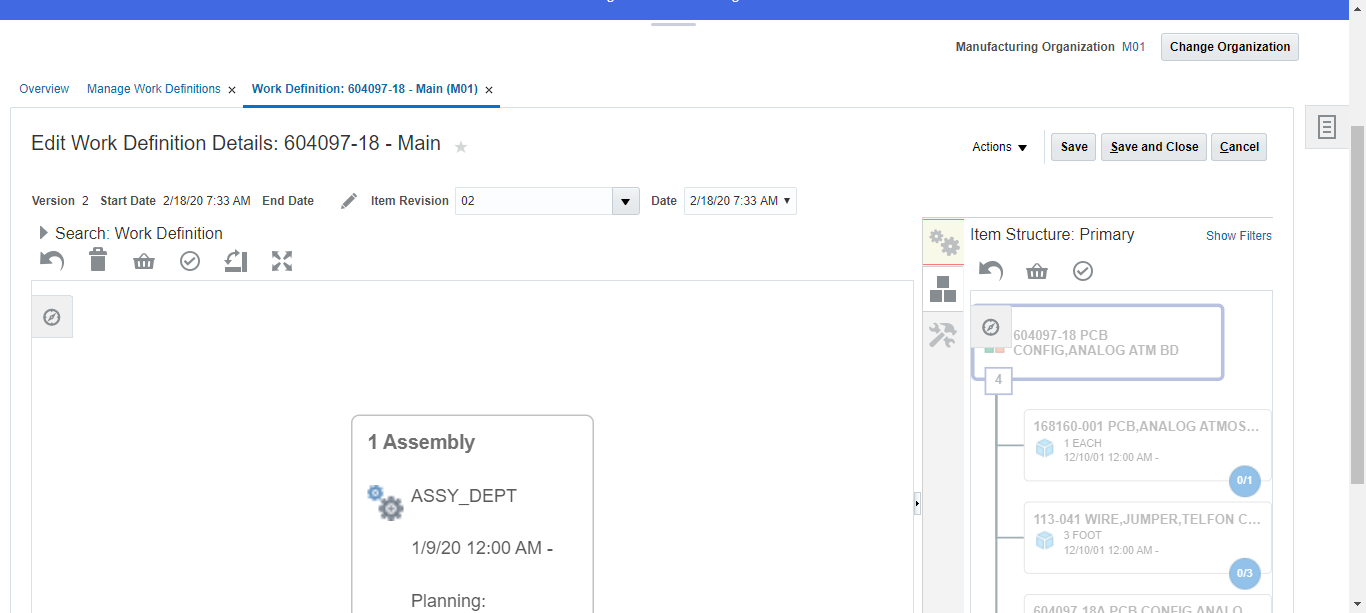 Manufacturing Organization M01 Change Organization
Overview Manage Work Definitions × Work Definition: 604097-18 - Main (M01) ×
Edit Work Definition Details: 604097-18 - Main
Actions Save Save and Close Cancel
Version 2 Start Date 2/18/20 7:33 AM End Date Item Revision 02 Date 2/18/20 7:33 AM
Search: Work Definition
Item Structure: Primary Show Filters
1 Assembly
ASSY_DEPT
1/9/20 12:00 AM -
Planning:
604097-18 PCB
CONFIG,ANALOG ATM BD
4
168160-001 PCB,ANALOG ATMOS...
1 EACH
12/10/01 12:00 AM -
0/1
113-041 WIRE,JUMPER,TELFON C...
3 FOOT
12/10/01 12:00 AM -
0/3
604097-18A PCB CONFIG ANALO